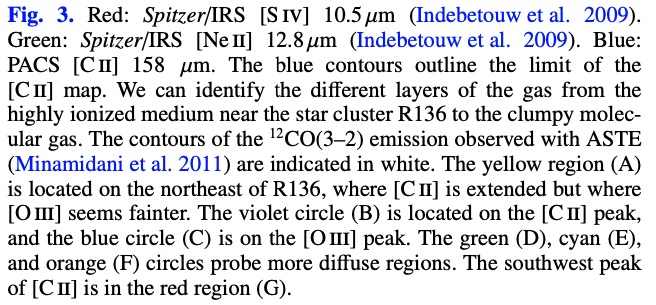 Fig. 3. Red: Spitzer/IRS [S IV] 10.5 μm (Indebetouw et al. 2009).
Green: Spitzer/IRS [Ne II] 12.8 μm (Indebetouw et al. 2009). Blue:
PACS [C II] 158 μm. The blue contours outline the limit of the
[C II] map. We can identify the different layers of the gas from the
highly ionized medium near the star cluster R136 to the clumpy molec-
ular gas. The contours of the ¹²CO(3–2) emission observed with ASTE
(Minamidani et al. 2011) are indicated in white. The yellow region (A)
is located on the northeast of R136, where [C II] is extended but where
[O III] seems fainter. The violet circle (B) is located on the [C II] peak,
and the blue circle (C) is on the [O III] peak. The green (D), cyan (E),
and orange (F) circles probe more diffuse regions. The southwest peak
of [C II] is in the red region (G).